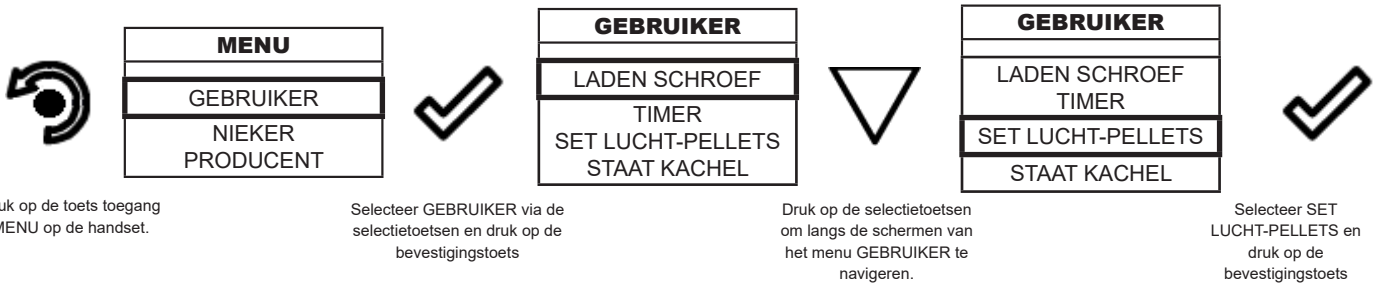 MENU
GEBRUIKER
NIEKER
PRODUCENT
uk op de toets toegang
MENU op de handset.
Selecteer GEBRUIKER via de
selectietoetsen en druk op de
bevestigingstoets
GEBRUIKER
LADEN SCHROEF
TIMER
SET LUCHT-PELLETS
STAAT KACHEL
Druk op de selectietoetsen
om langs de schermen van
het menu GEBRUIKER te
navigeren.
GEBRUIKER
LADEN SCHROEF
TIMER
SET LUCHT-PELLETS
STAAT KACHEL
Selecteer SET
LUCHT-PELLETS en
druk op de
bevestigingstoets